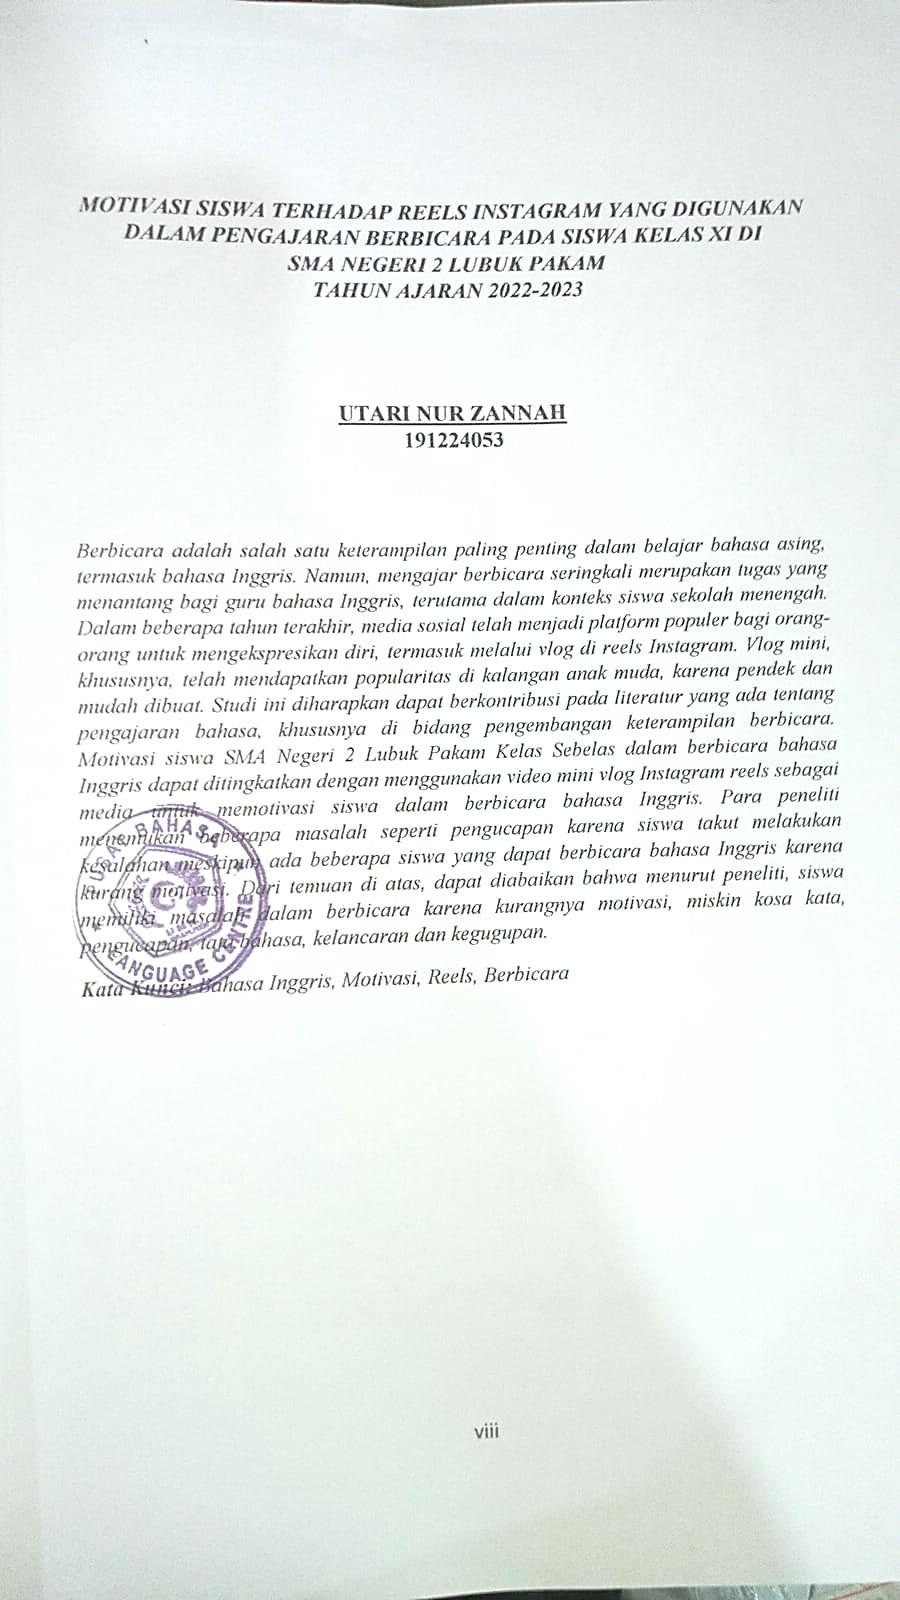 MOTIVASI SISWA TERHADAP REELS INSTAGRAM YANG DIGUNAKAN
DALAM PENGAJARAN BERBICARA PADA SISWA KELAS XI DI
SMA NEGERI 2 LUBUK PAKAM
TAHUN AJARAN 2022-2023
UTARI NUR ZANNAH
191224053
Berbicara adalah salah satu keterampilan paling penting dalam belajar bahasa asing,
termasuk bahasa Inggris. Namun, mengajar berbicara seringkali merupakan tugas yang
menantang bagi guru bahasa Inggris, terutama dalam konteks siswa sekolah menengah.
Dalam beberapa tahun terakhir, media sosial telah menjadi platform populer bagi orang-
orang untuk mengekspresikan diri, termasuk melalui vlog di reels Instagram. Vlog mini,
khususnya, telah mendapatkan popularitas di kalangan anak muda, karena pendek dan
mudah dibuat. Studi ini diharapkan dapat berkontribusi pada literatur yang ada tentang
pengajaran bahasa, khususnya di bidang pengembangan keterampilan berbicara.
Motivasi siswa SMA Negeri 2 Lubuk Pakam Kelas Sebelas dalam berbicara bahasa
Inggris dapat ditingkatkan dengan menggunakan video mini vlog Instagram reels sebagai
media untuk memotivasi siswa dalam berbicara bahasa Inggris. Para peneliti
menemukan beberapa masalah seperti pengucapan karena siswa takut melakukan
kesalahan meskipun ada beberapa siswa yang dapat berbicara bahasa Inggris karena
kurang motivasi. Dari temuan di atas, dapat diabaikan bahwa menurut peneliti, siswa
memiliki masalah dalam berbicara karena kurangnya motivasi, miskin kosa kata,
pengucapan, tata bahasa, kelancaran dan kegugupan.
Kata Kunci: Bahasa Inggris, Motivasi, Reels, Berbicara
BAHASA
LANGUAGE CENTRE
viii